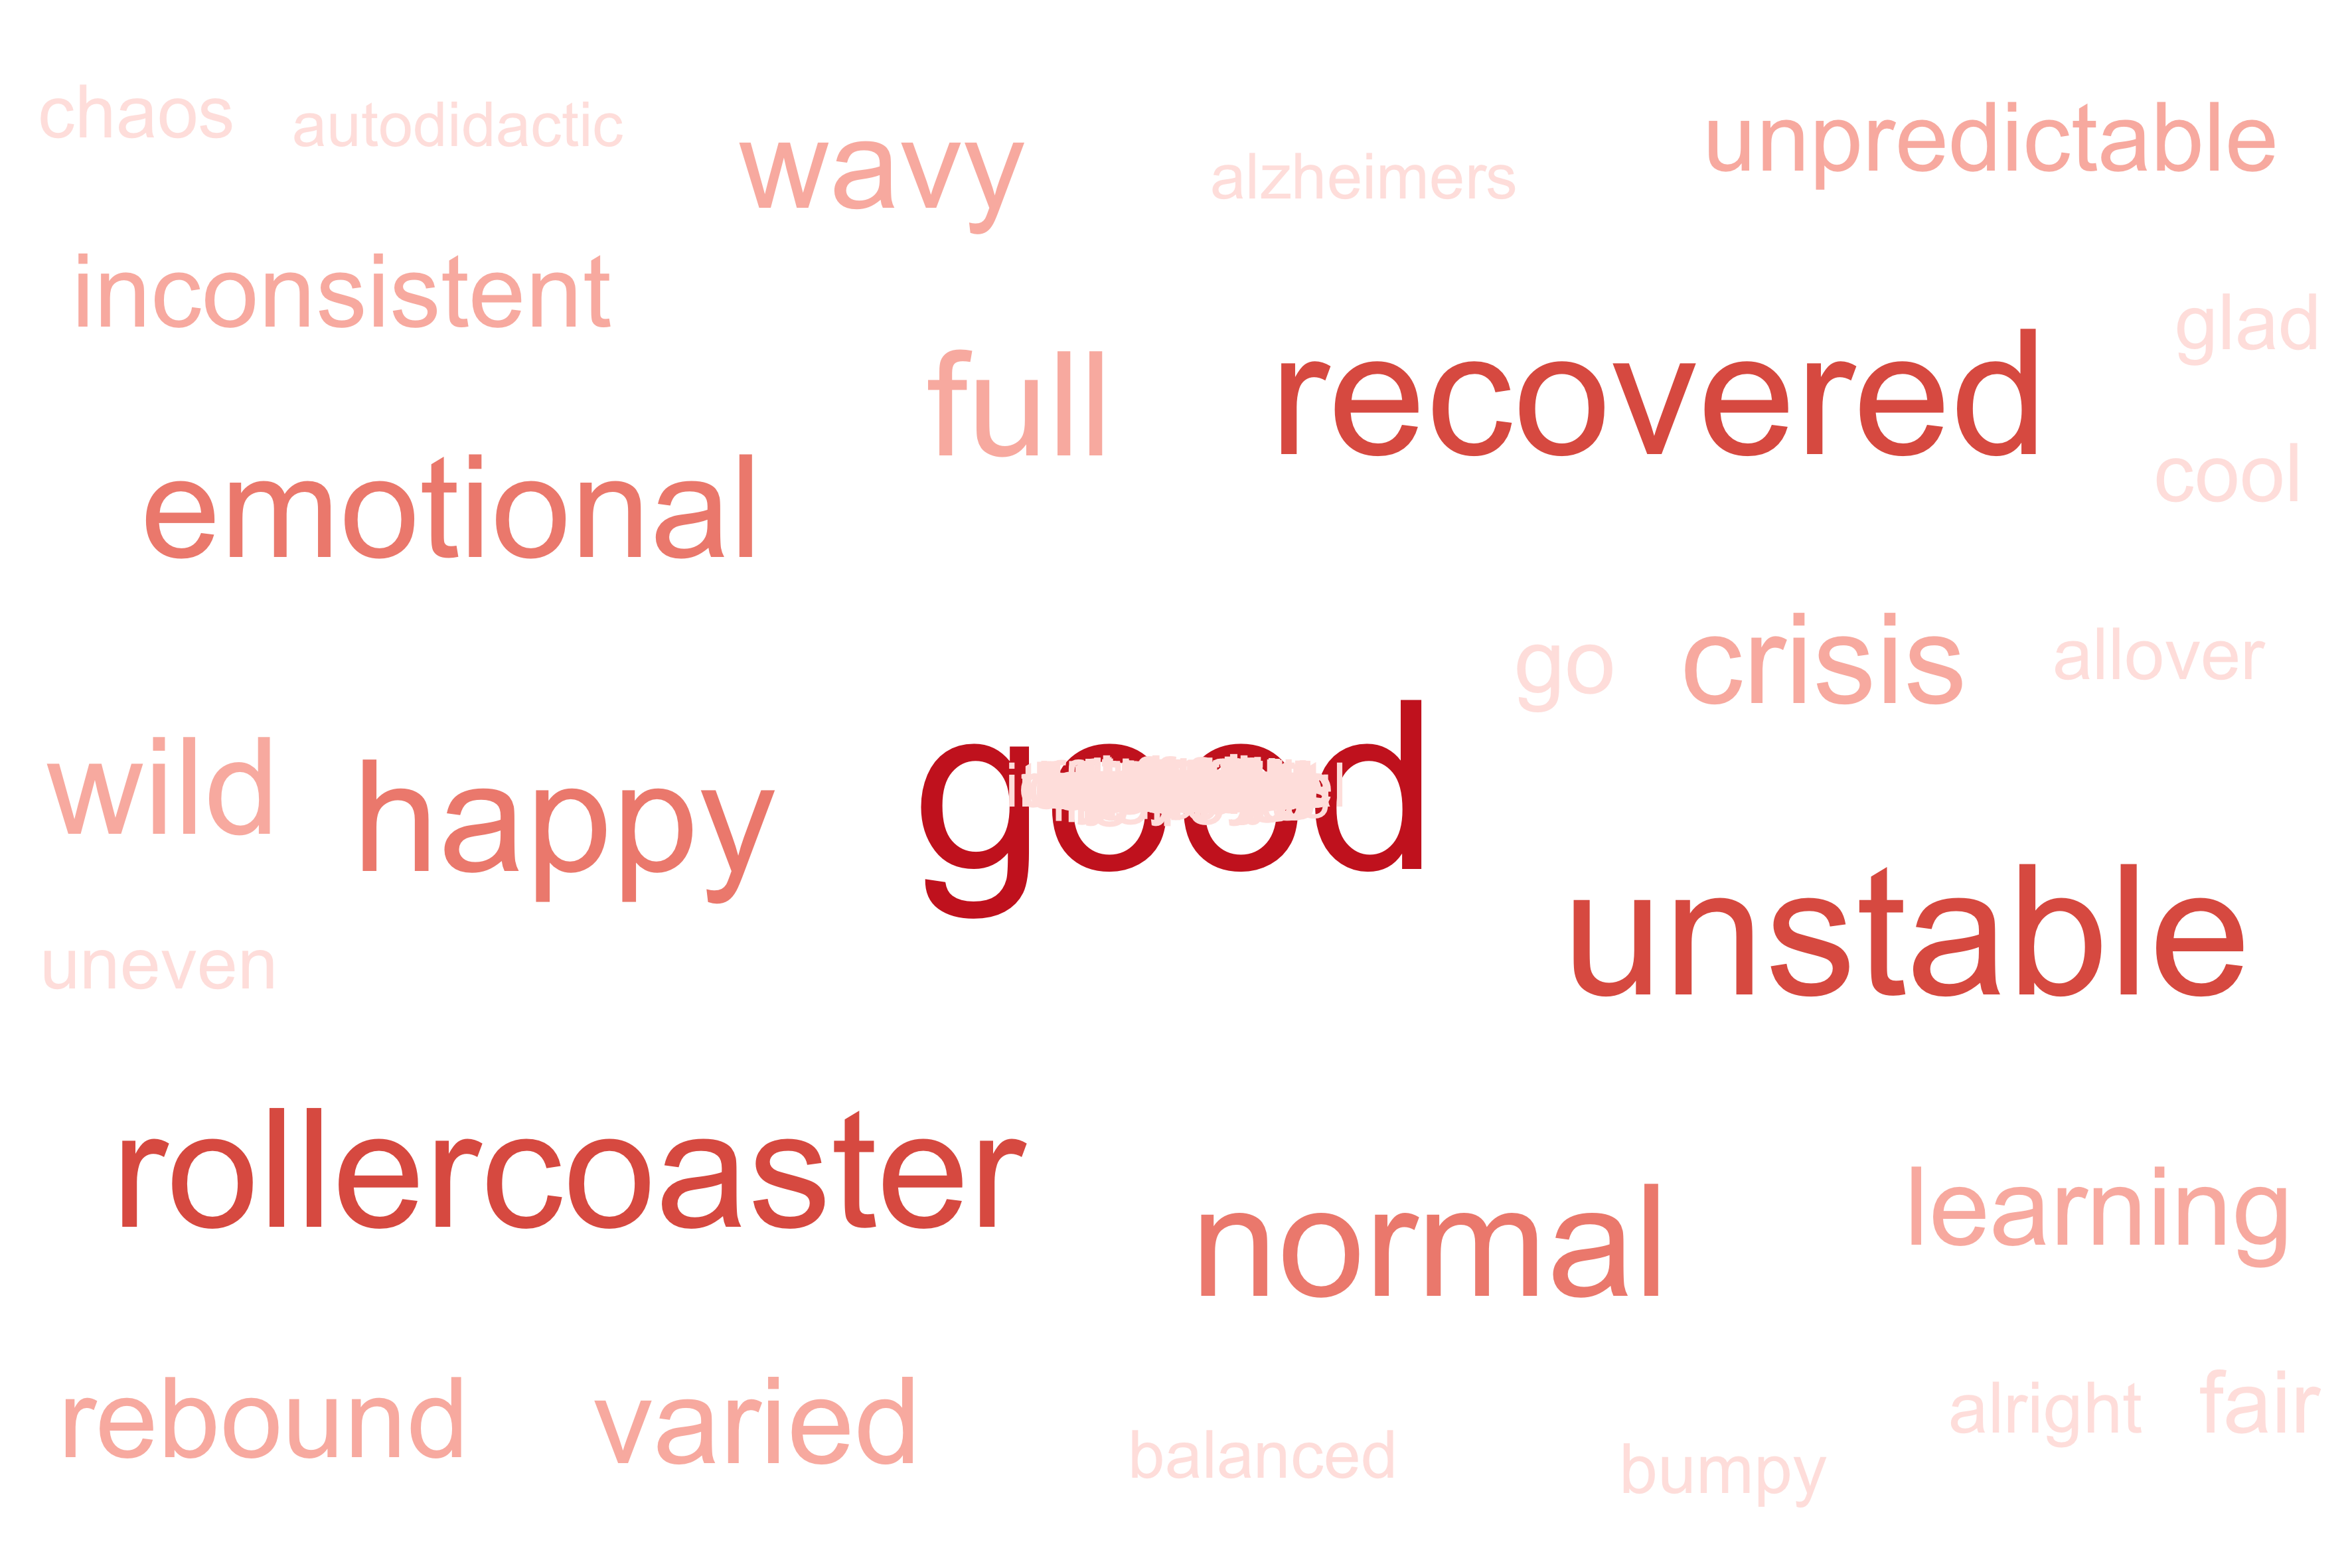 chaos
autodidactic
wavy
alzheimers
unpredictable
inconsistent
full
recovered
glad
cool
emotional
go
crisis
allover
wild
happy
good
unstable
uneven
rollercoaster
normal
learning
rebound
varied
balanced
bumpy
alright
fair